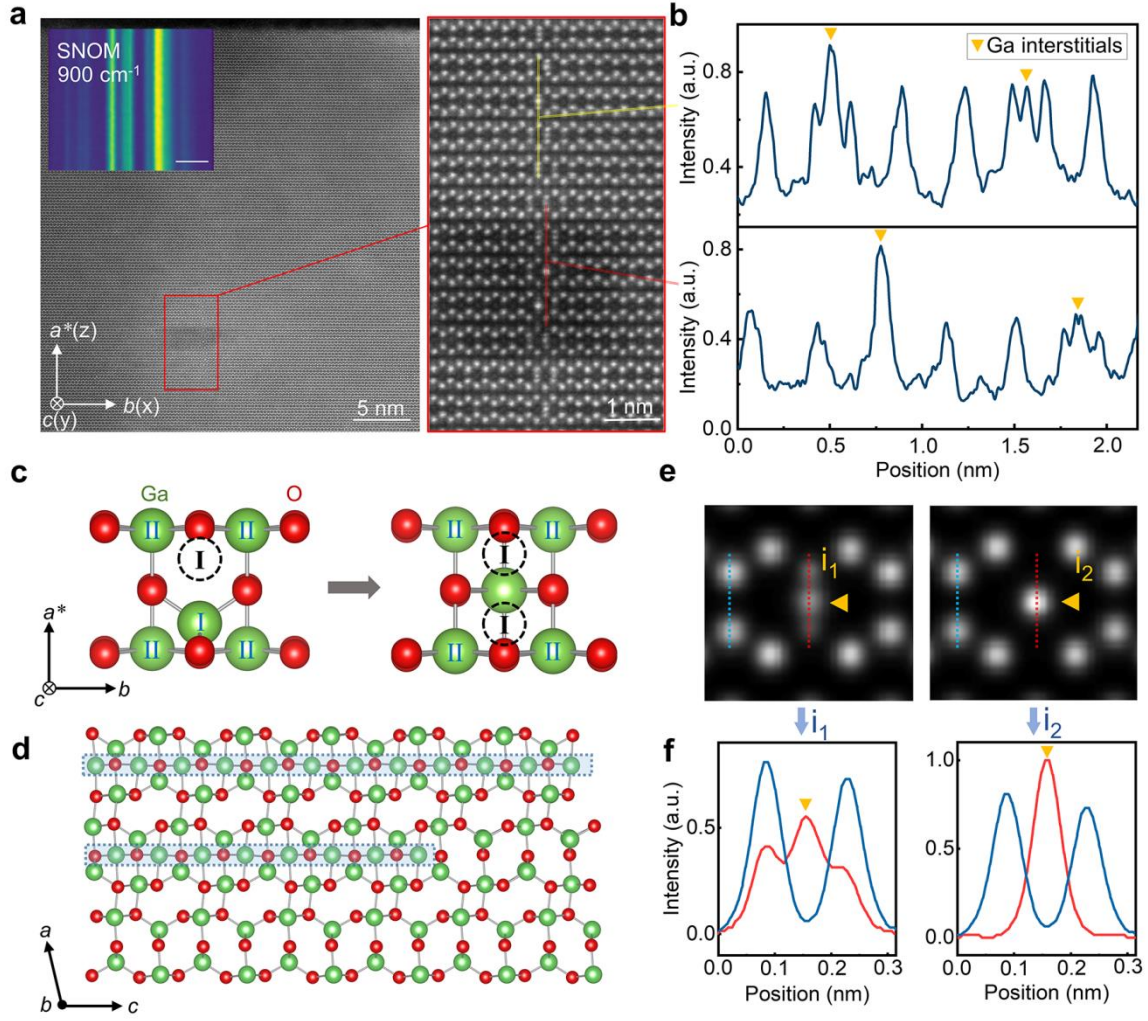 a
SNOM
900 cm⁻¹
a*(z)
c(y)
b(x)
5 nm
1 nm
b
Ga interstitials
Intensity (a.u.)
0.8
0.4
Intensity (a.u.)
0.8
0.4
0.0
0.0 0.5 1.0 1.5 2.0
Position (nm)
c
Ga O
II II II II
I I
I I
II II II II
a*
c b
d
a
b c
e
i₁ i₂
i₁ i₂
f
Intensity (a.u.)
0.5
0.0
0.0 0.1 0.2 0.3
Position (nm)
1.0
0.5
0.0
0.0 0.1 0.2 0.3
Position (nm)